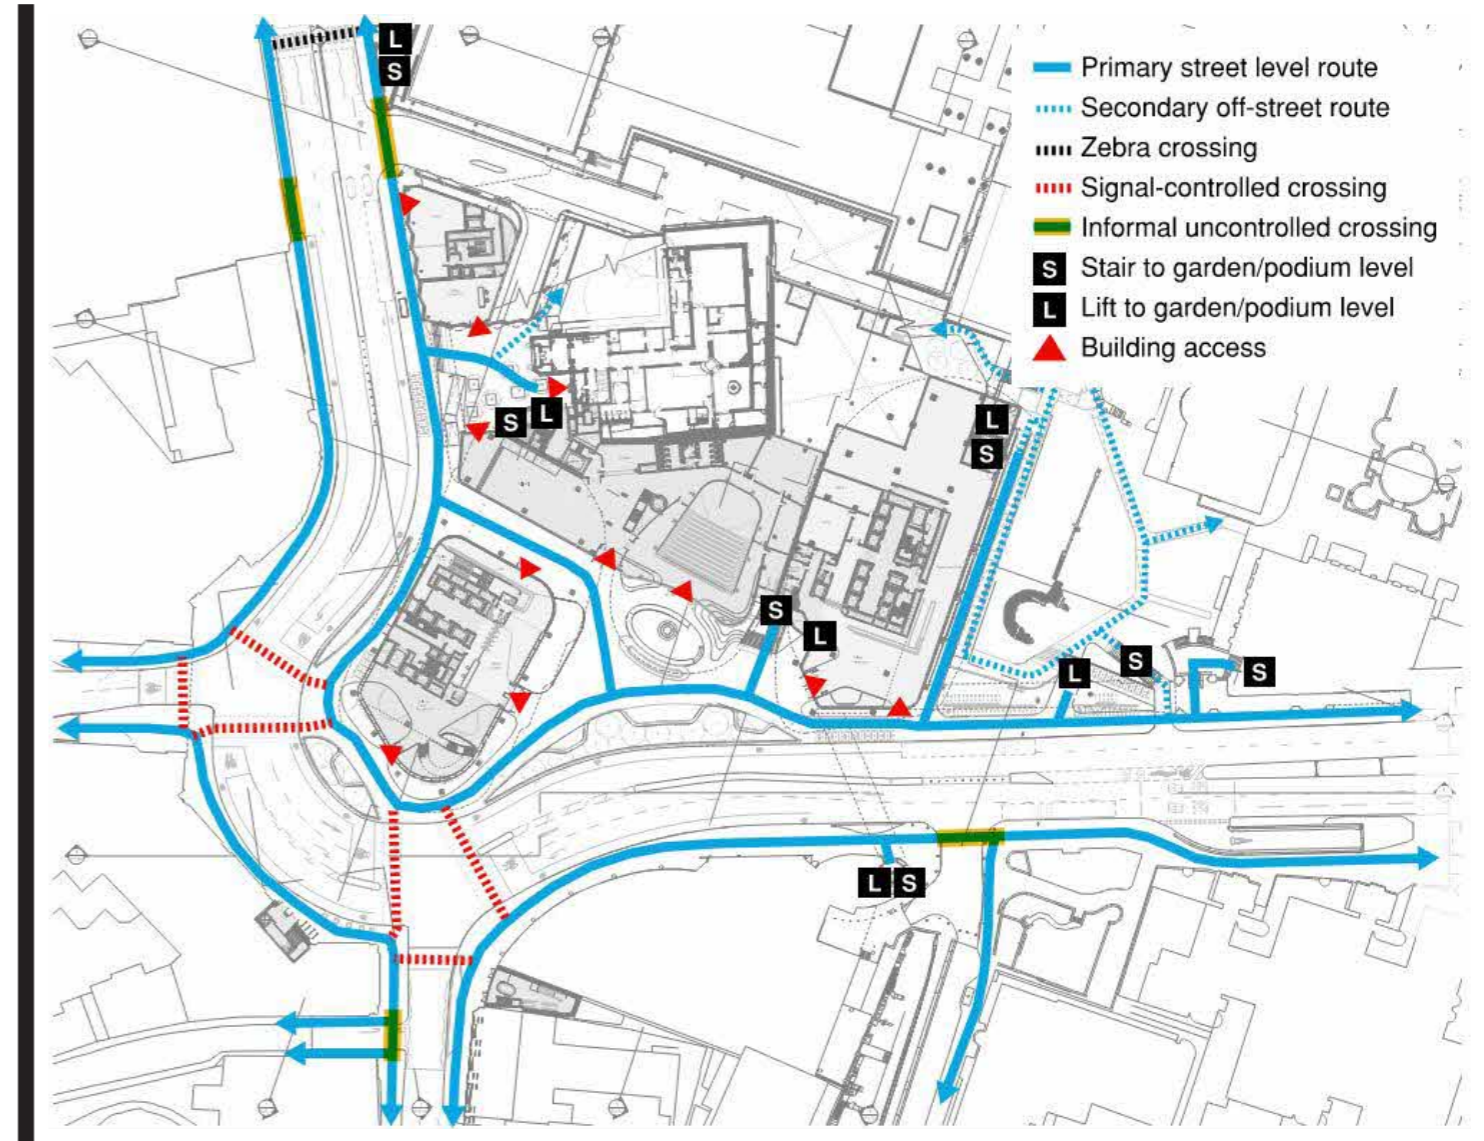 L
S
Primary street level route
Secondary off-street route
Zebra crossing
Signal-controlled crossing
Informal uncontrolled crossing
S Stair to garden/podium level
L Lift to garden/podium level
Building access
S L
L
S
S
L
L
S
S
L S